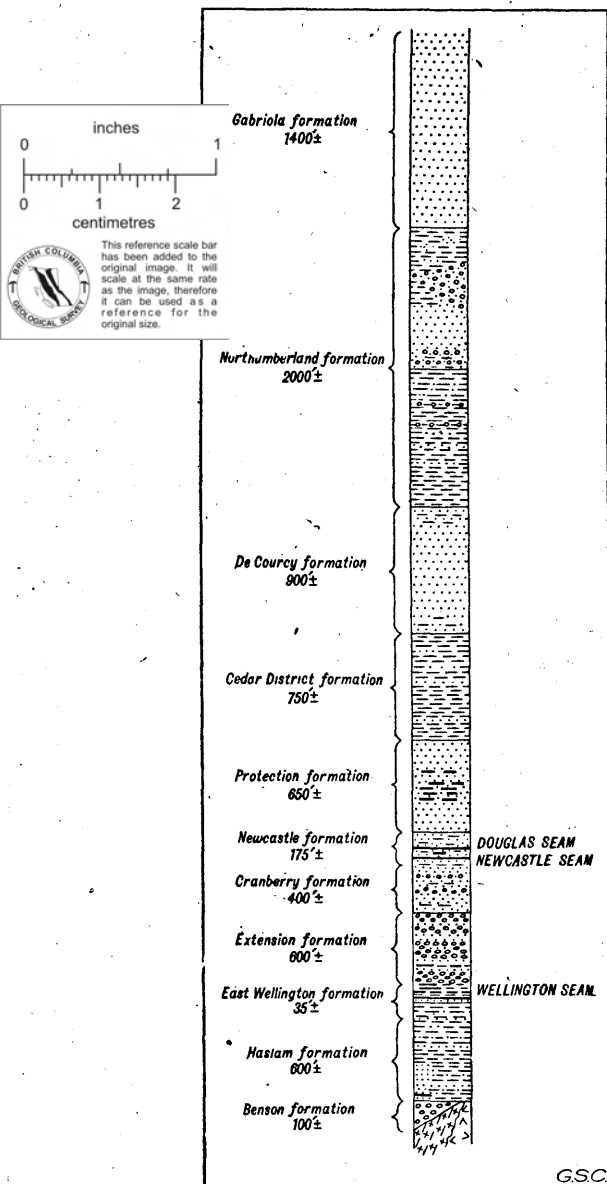 inches
0 1
0 1 2
centimetres
BRITISH COLUMBIA
GEOLOGICAL SURVEY
This reference scale bar
has been added to the
original image. It will
scale at the same rate
as the image, therefore
it can be used as a
reference for the
original size.
Gabriola formation
1400'±
Northumberland formation
2000'±
De Courcy formation
900'±
Cedar District formation
750'±
Protection formation
650'±
Newcastle formation
175'±
DOUGLAS SEAM
NEWCASTLE SEAM
Cranberry formation
400'±
Extension formation
600'±
East Wellington formation
35'±
WELLINGTON SEAM
Haslam formation
600'±
Benson formation
100'±
G.S.C.